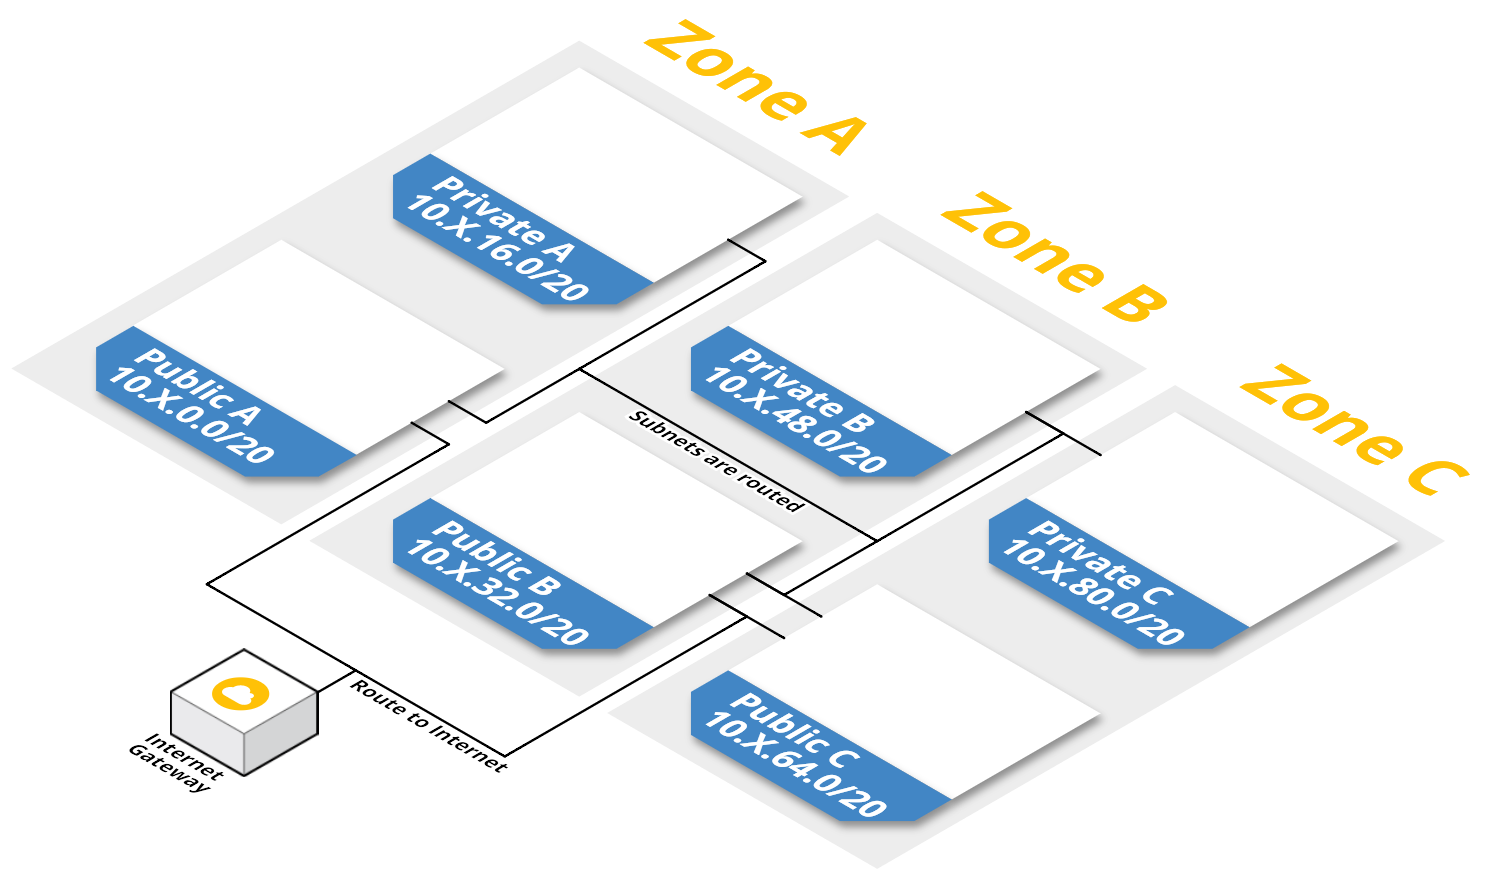 Zone A
Private A
10.X.16.0/20
Public A
10.X.0.0/20
Zone B
Private B
10.X.48.0/20
Subnets are routed
Public B
10.X.32.0/20
Zone C
Private C
10.X.80.0/20
Public C
10.X.64.0/20
Route to Internet
Internet
Gateway